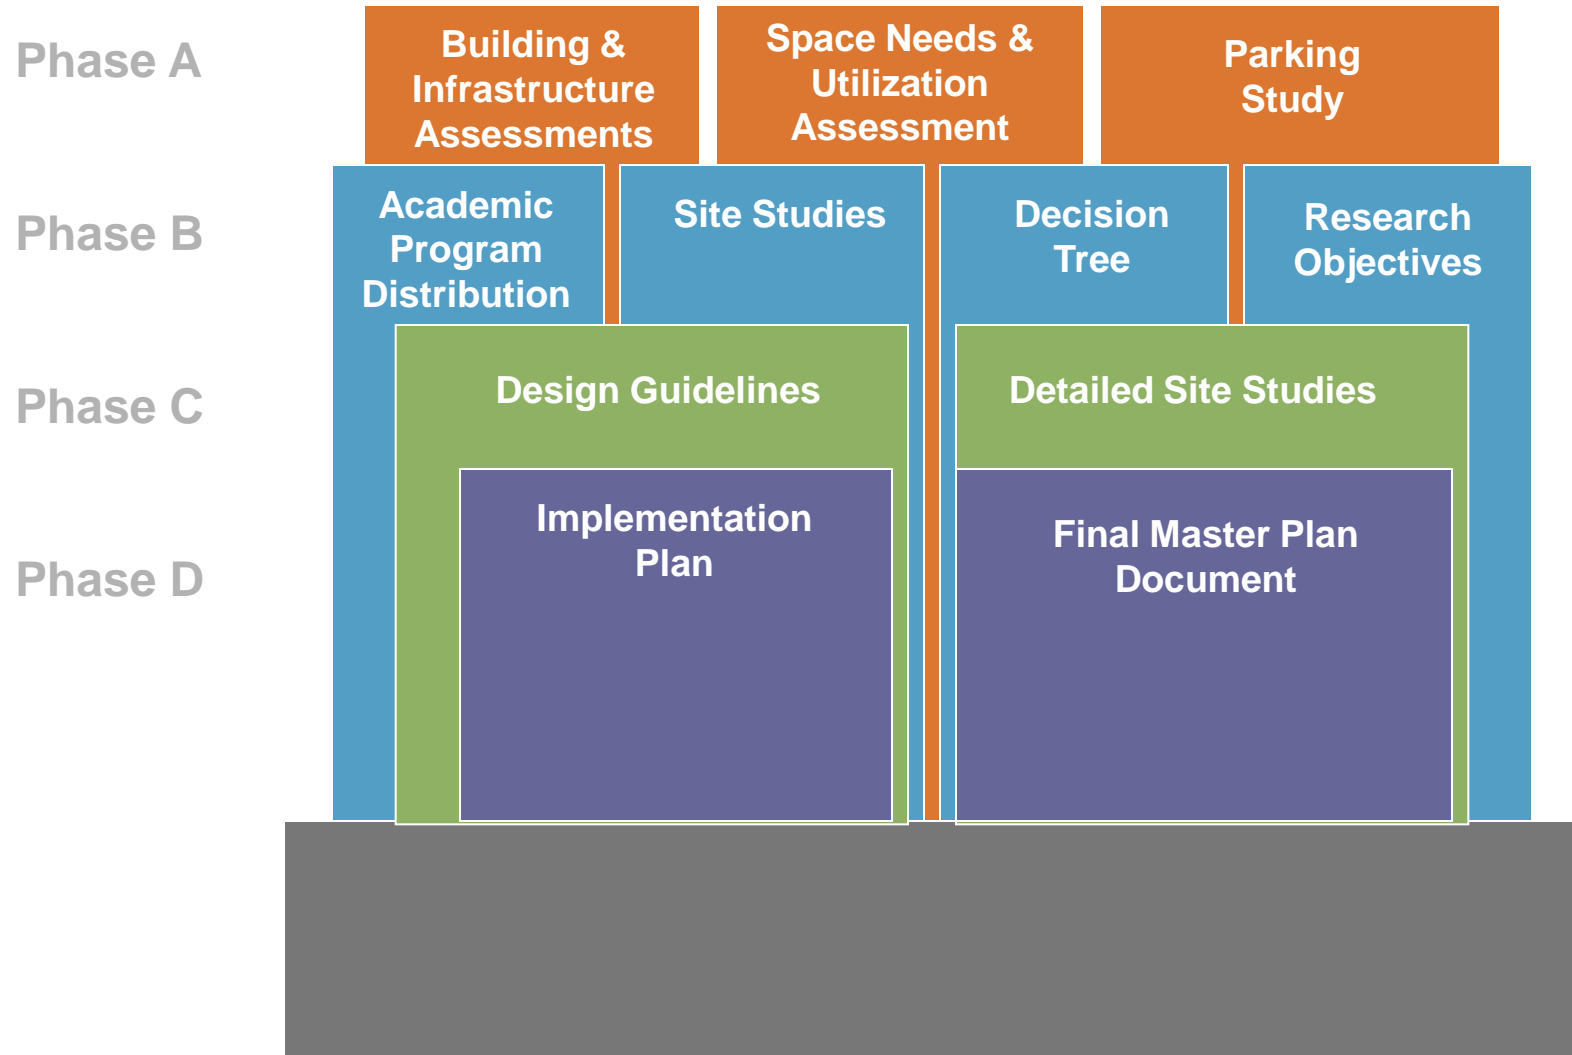 Phase A
Building &
Infrastructure
Assessments
Space Needs &
Utilization
Assessment
Parking
Study
Phase B
Academic
Program
Distribution
Site Studies
Decision
Tree
Research
Objectives
Phase C
Design Guidelines
Detailed Site Studies
Phase D
Implementation
Plan
Final Master Plan
Document